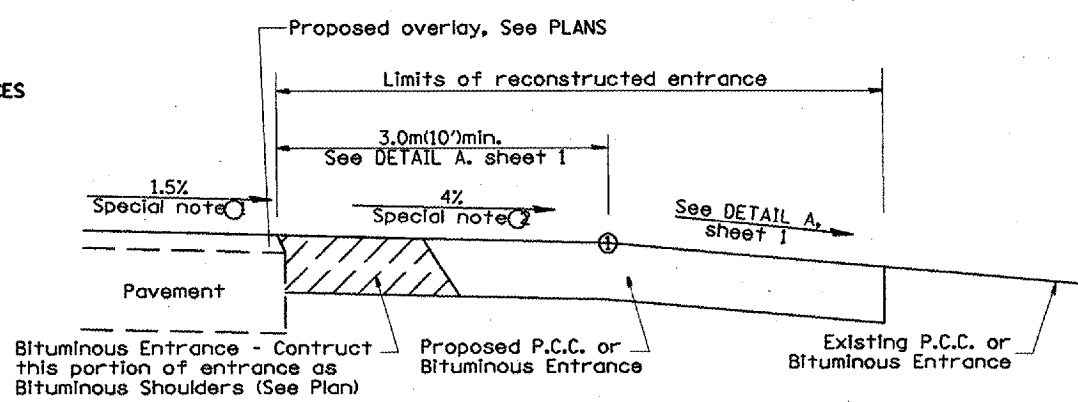 Proposed overlay, See PLANS
CES
Limits of reconstructed entrance
3.0m(10')min.
See DETAIL A. sheet 1
1.5%
Special note 1
4%
Special note 2
See DETAIL A,
sheet 1
1
Pavement
Bituminous Entrance - Contruct
this portion of entrance as
Bituminous Shoulders (See Plan)
Proposed P.C.C. or
Bituminous Entrance
Existing P.C.C. or
Bituminous Entrance